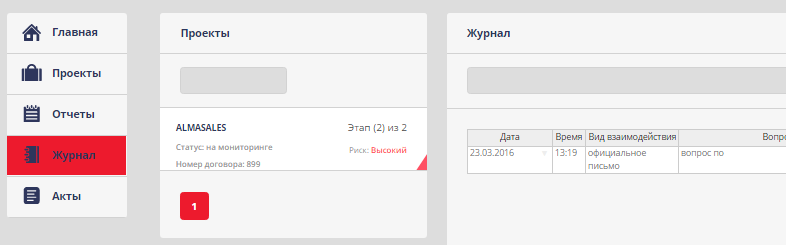 Главная
Проекты
Отчеты
Журнал
Акты
Проекты
ALMASALES
Этап (2) из 2
Статус: на мониторинге
Риск: Высокий
Номер договора: 899
1
Журнал
Дата Время Вид взаимодействия Вопро
23.03.2016 13:19 официальное письмо вопрос по